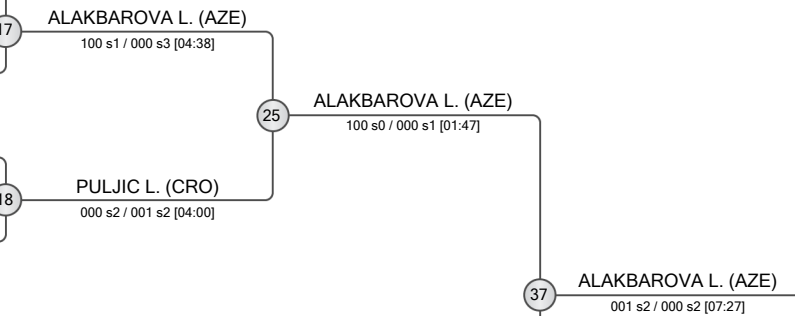 ALAKBAROVA L. (AZE)
17
100 s1 / 000 s3 [04:38]
ALAKBAROVA L. (AZE)
25
100 s0 / 000 s1 [01:47]
PULJIC L. (CRO)
18
000 s2 / 001 s2 [04:00]
ALAKBAROVA L. (AZE)
37
001 s2 / 000 s2 [07:27]